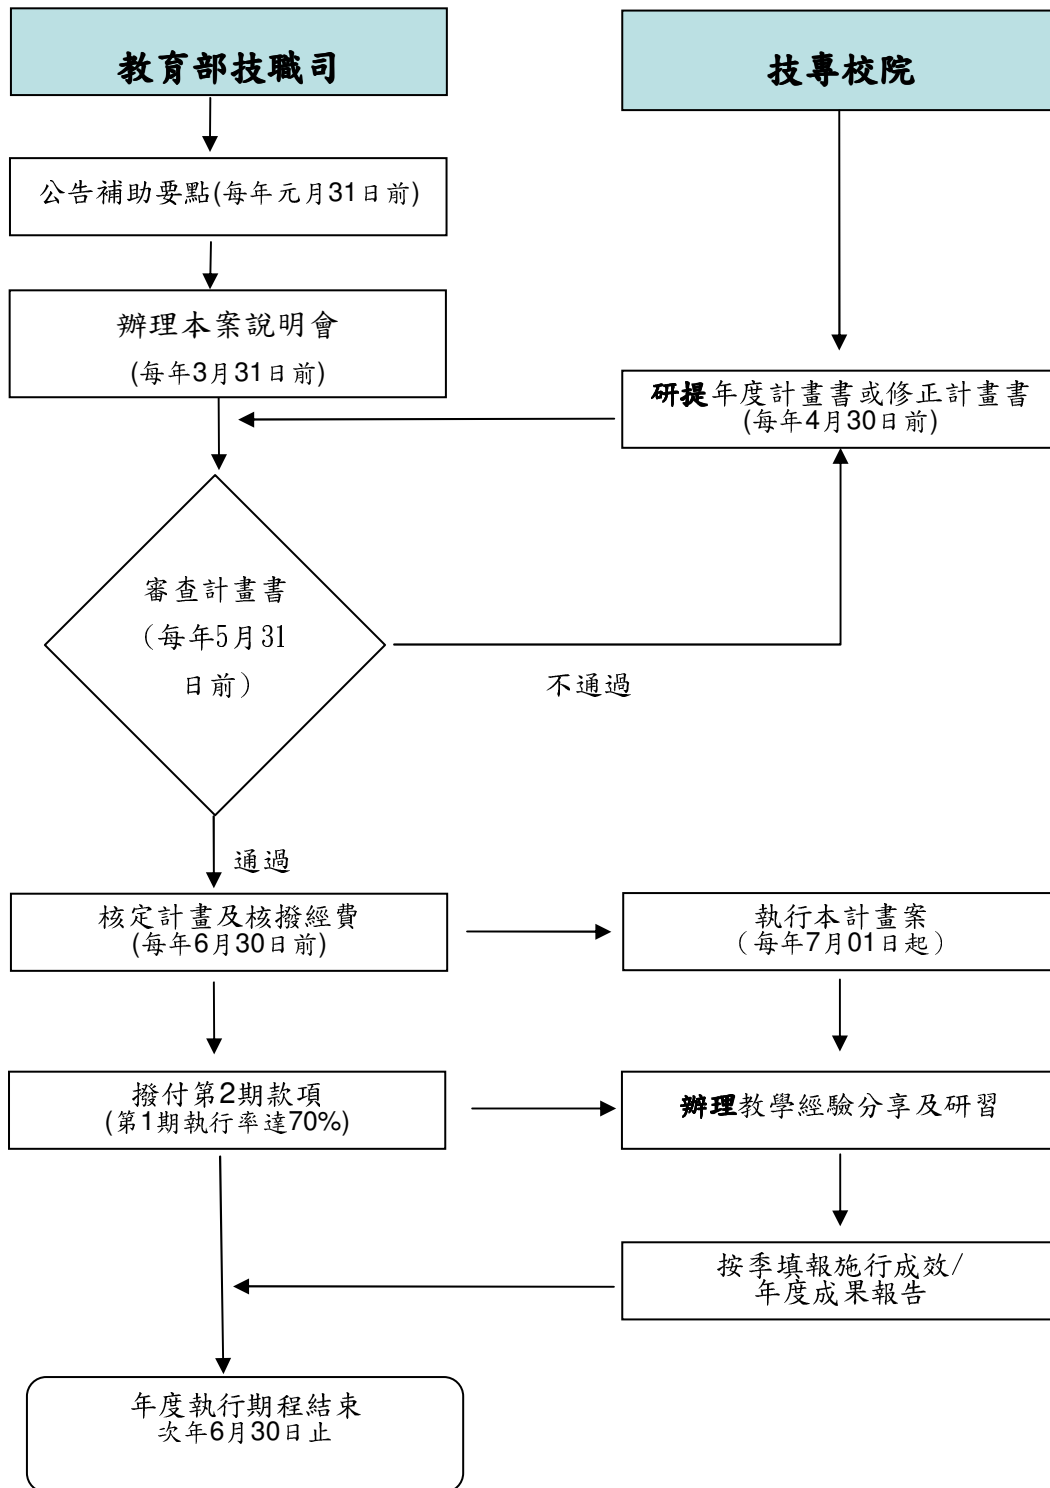 教育部技職司
技專校院
公告補助要點(每年元月31日前)
辦理本案說明會
(每年3月31日前)
研提年度計畫書或修正計畫書
(每年4月30日前)
審查計畫書
（每年5月31
日前）
不通過
通過
核定計畫及核撥經費
(每年6月30日前)
執行本計畫案
（每年7月01日起）
撥付第2期款項
(第1期執行率達70%)
辦理教學經驗分享及研習
按季填報施行成效/
年度成果報告
年度執行期程結束
次年6月30日止